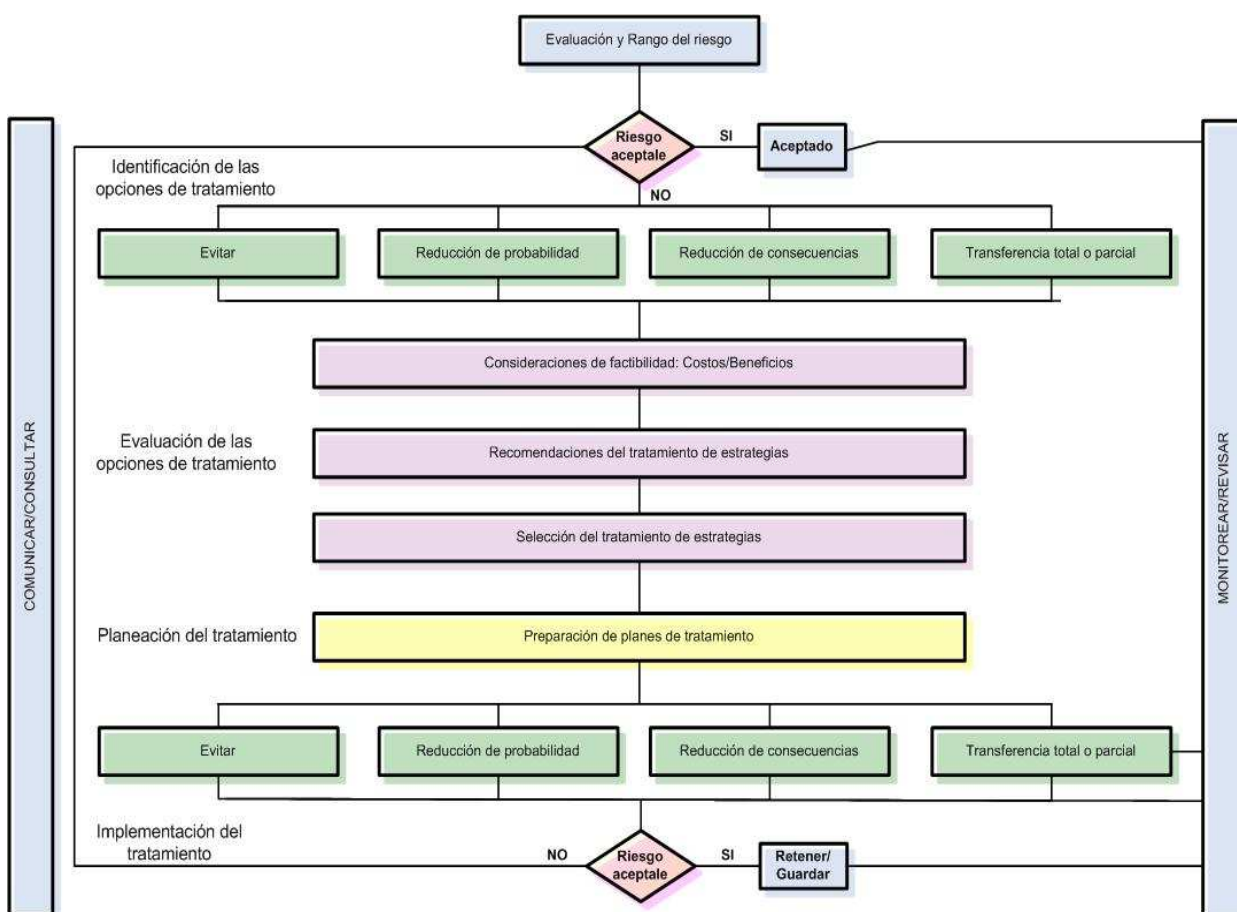 Evaluación y Rango del riesgo
Riesgo
aceptale
SI
Aceptado
NO
Identificación de las
opciones de tratamiento
Evitar
Reducción de probabilidad
Reducción de consecuencias
Transferencia total o parcial
Consideraciones de factibilidad: Costos/Beneficios
COMUNICAR/CONSULTAR
MONITOREAR/REVISAR
Evaluación de las
opciones de tratamiento
Recomendaciones del tratamiento de estrategias
Selección del tratamiento de estrategias
Planeación del tratamiento
Preparación de planes de tratamiento
Evitar
Reducción de probabilidad
Reducción de consecuencias
Transferencia total o parcial
Implementación del
tratamiento
NO
Riesgo
aceptale
SI
Retener/
Guardar